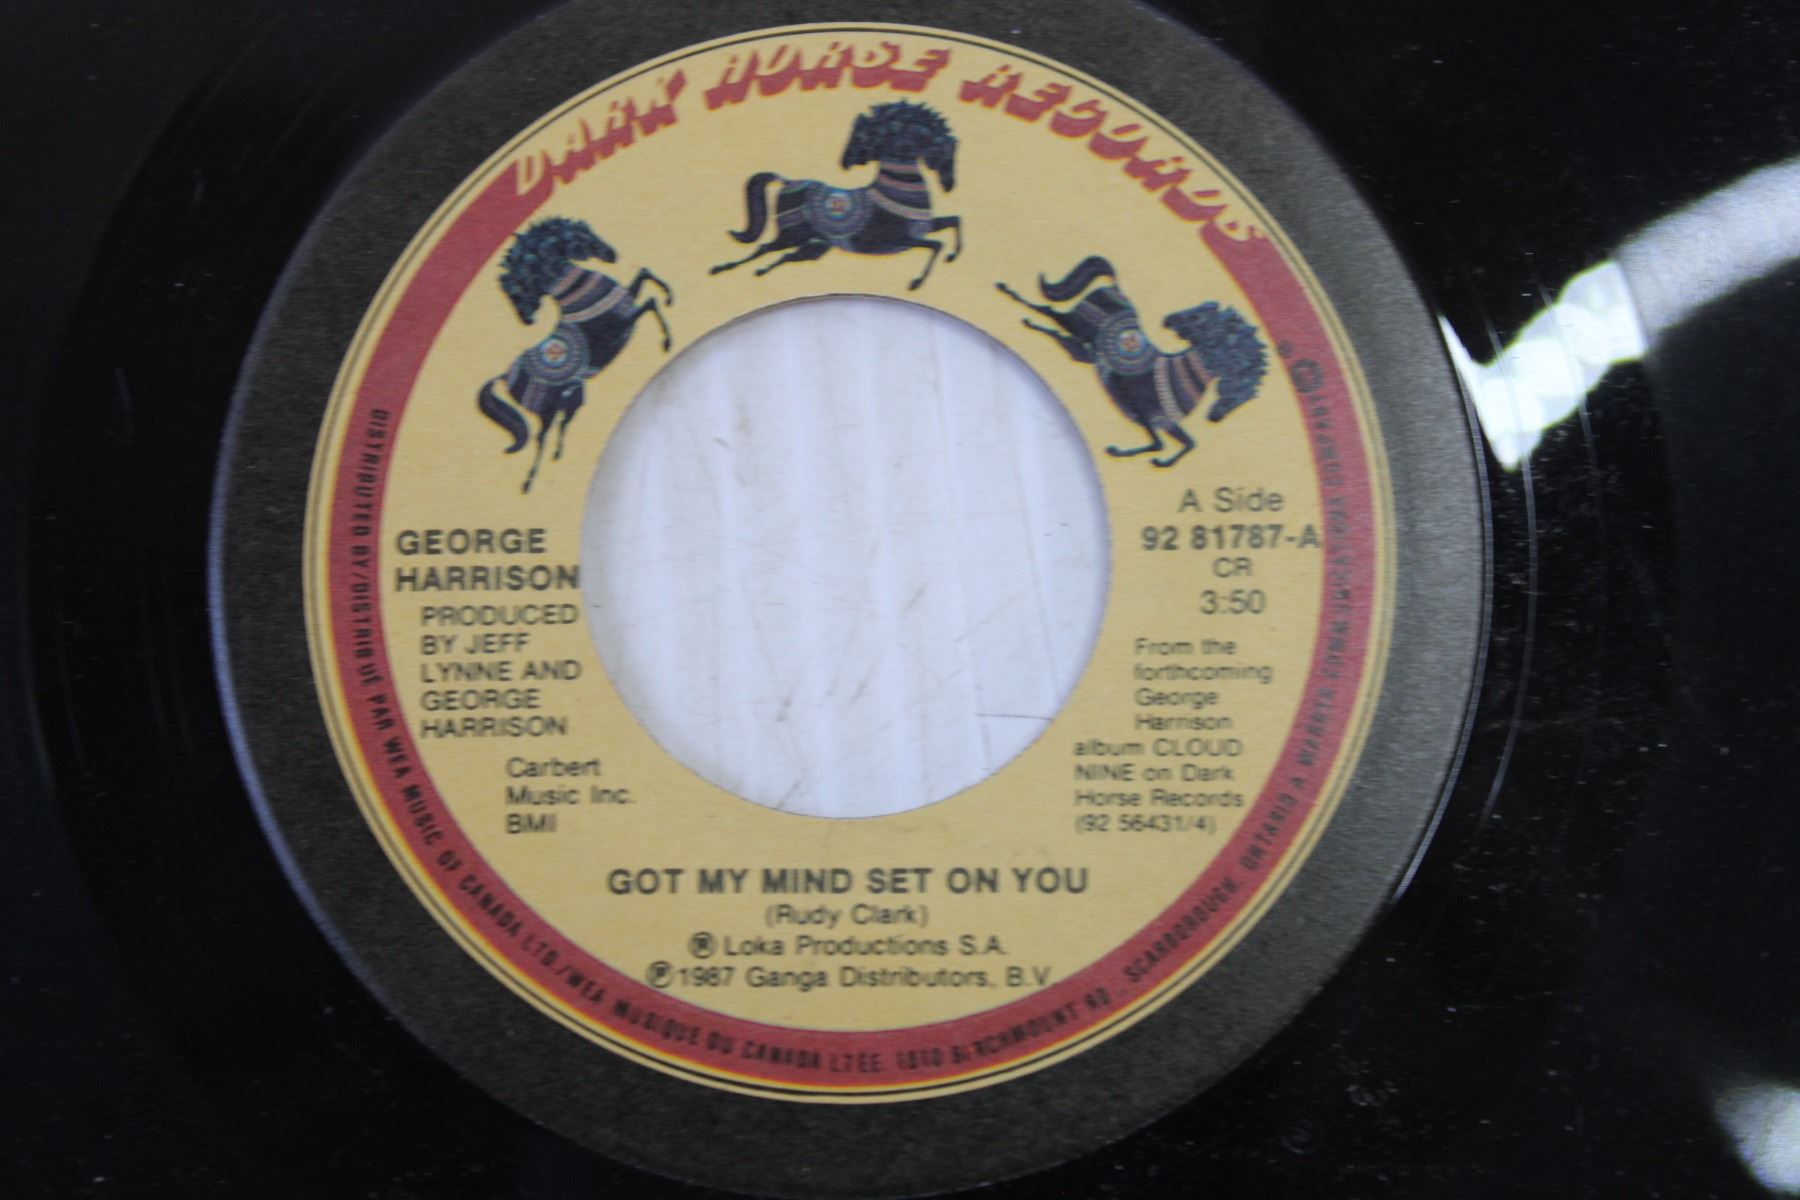 DARK HORSE RECORDS
GEORGE
HARRISON
PRODUCED
BY JEFF
LYNNE AND
GEORGE
HARRISON
Carbert
Music Inc.
BMI
A Side
92 81787-A
CR
3:50
From the
forthcoming
George
Harrison
album CLOUD
NINE on Dark
Horse Records
(92 56431/4)
GOT MY MIND SET ON YOU
(Rudy Clark)
Ⓟ Loka Productions S.A.
Ⓟ1987 Ganga Distributors, B.V.
DISTRIBUTED BY/DISTRIBUE PAR WEA MUSIC OF CANADA LTD./WEA MUSIQUE DU CANADA LTEE. 1810 BIRCHMOUNT RD., SCARBOROUGH, ONTARIO A WARNER COMMUNICATIONS COMPANY